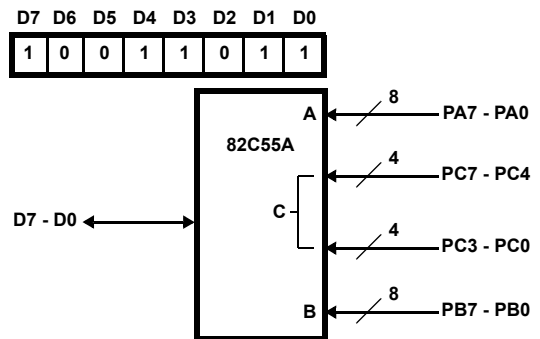 D7 D6 D5 D4 D3 D2 D1 D0
1 0 0 1 1 0 1 1
A 8 PA7 - PA0
82C55A
4 PC7 - PC4
D7 - D0 C
4 PC3 - PC0
B 8 PB7 - PB0